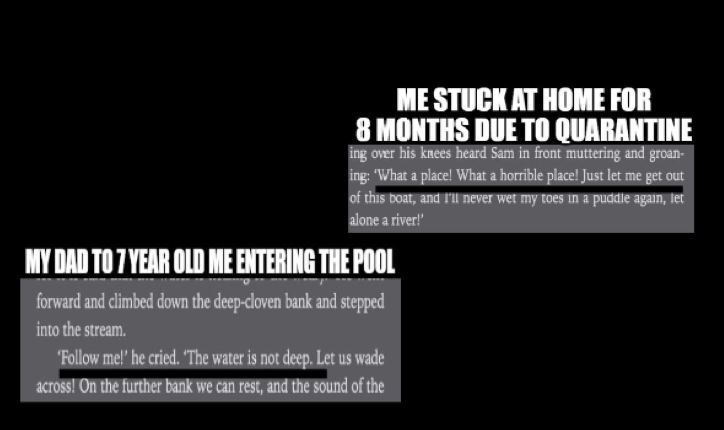 ME STUCK AT HOME FOR
8 MONTHS DUE TO QUARANTINE
ing over his knees heard Sam in front muttering and groan-
ing: ‘What a place! What a horrible place! Just let me get out
of this boat, and I’ll never wet my toes in a puddle again, let
alone a river!’
MY DAD TO 7 YEAR OLD ME ENTERING THE POOL
forward and climbed down the deep-cloven bank and stepped
into the stream.
‘Follow me!’ he cried. ‘The water is not deep. Let us wade
across! On the further bank we can rest, and the sound of the